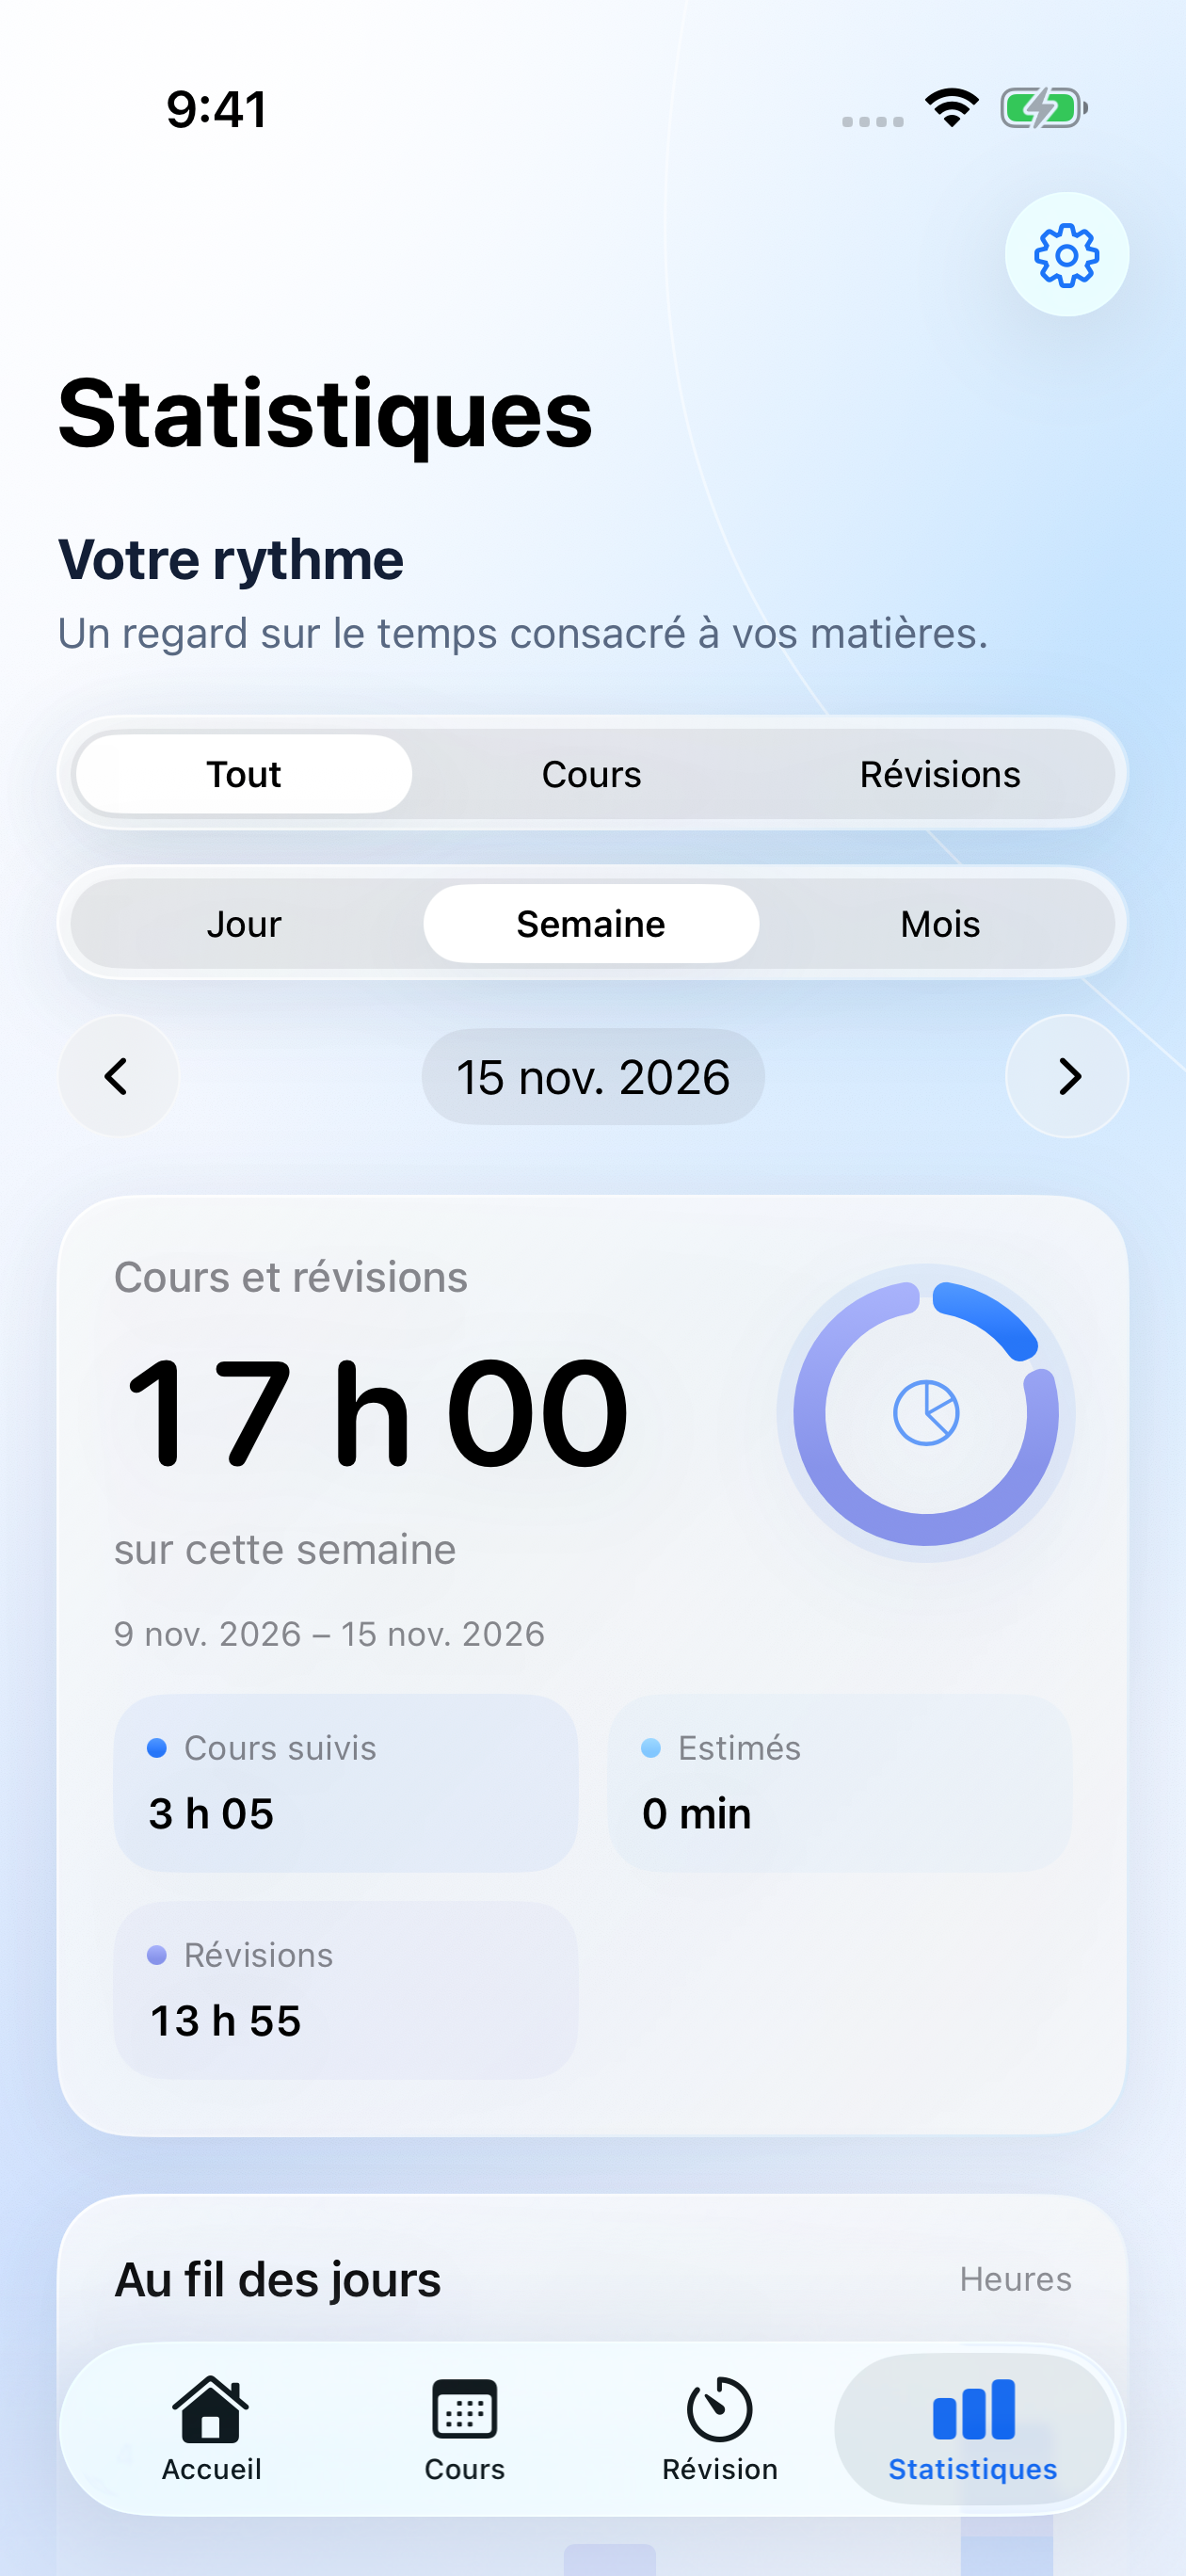 9:41
Statistiques
Votre rythme
Un regard sur le temps consacré à vos matières.
Tout
Cours
Révisions
Jour
Semaine
Mois
15 nov. 2026
Cours et révisions
17 h 00
sur cette semaine
9 nov. 2026 – 15 nov. 2026
Cours suivis
3 h 05
Estimés
0 min
Révisions
13 h 55
Au fil des jours
Heures
Accueil
Cours
Révision
Statistiques